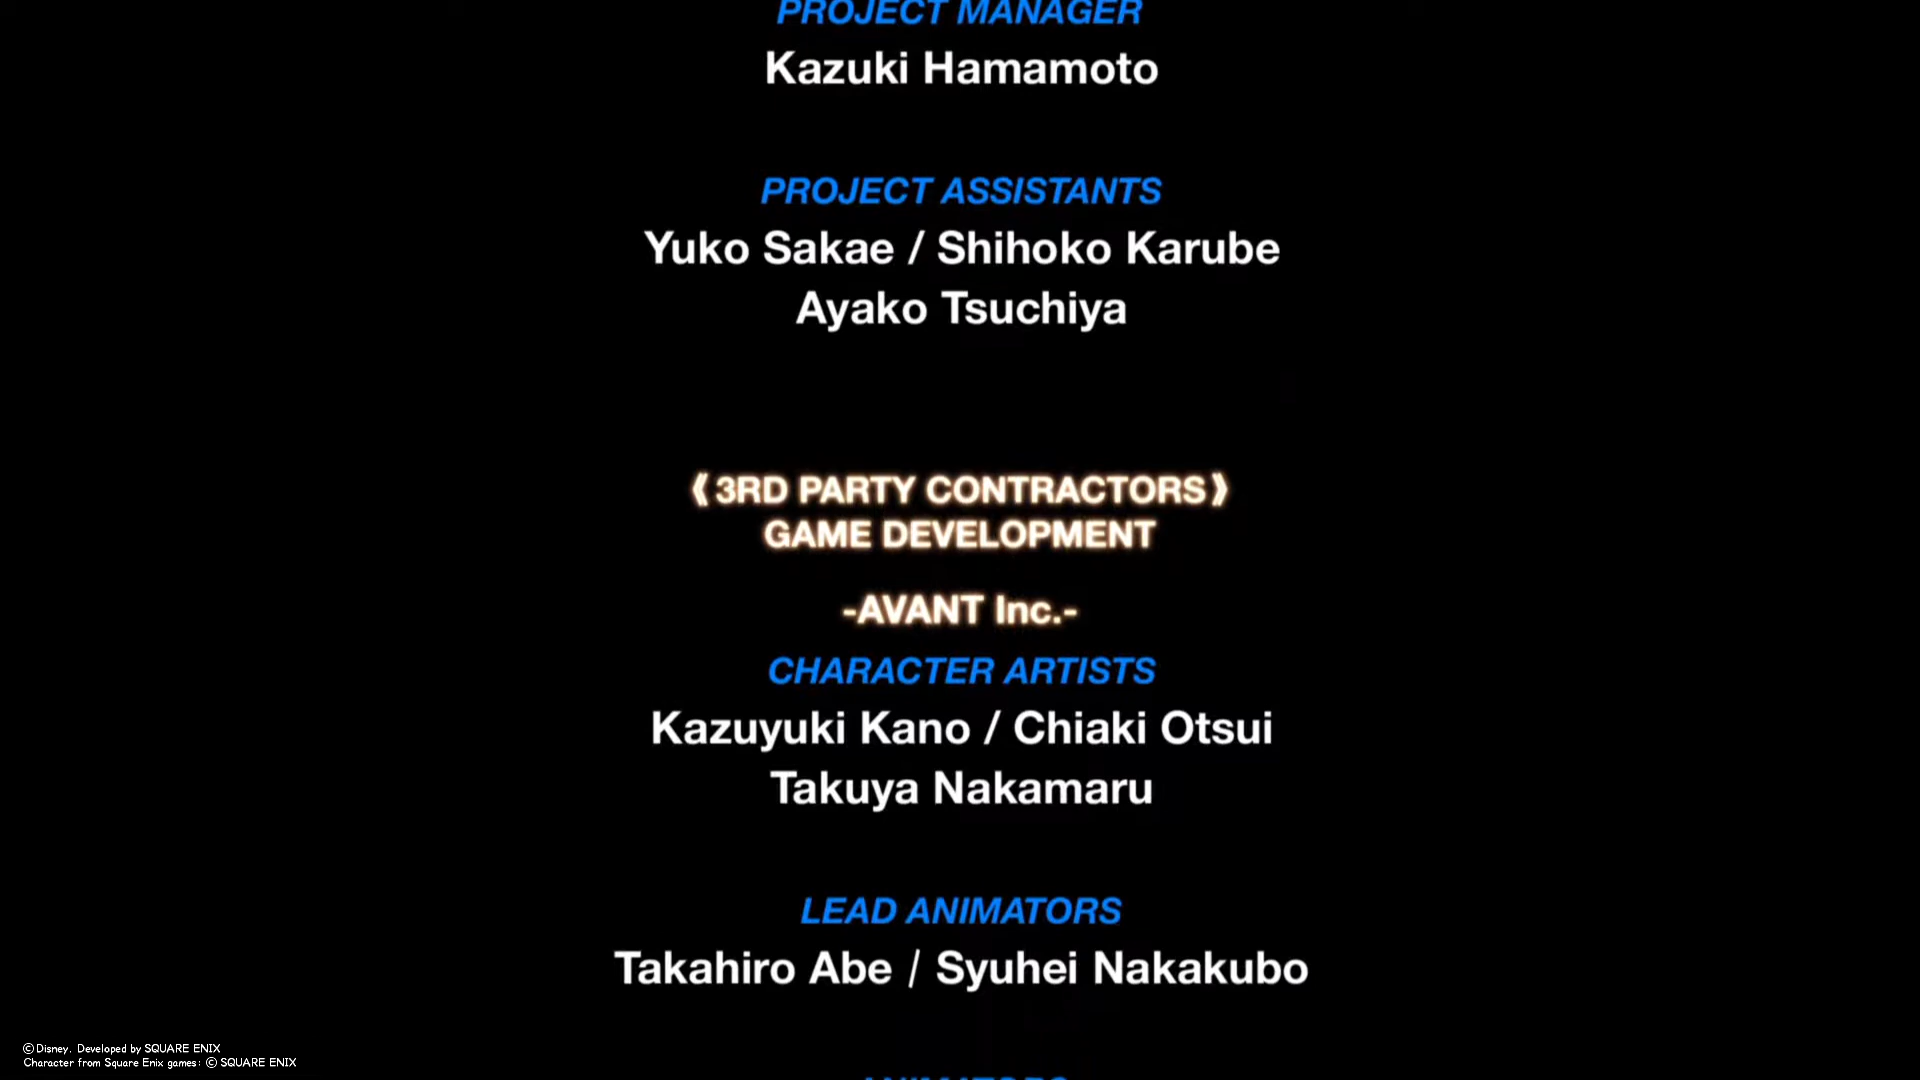 PROJECT MANAGER
Kazuki Hamamoto
PROJECT ASSISTANTS
Yuko Sakae / Shihoko Karube
Ayako Tsuchiya
《3RD PARTY CONTRACTORS》
GAME DEVELOPMENT
-AVANT Inc.-
CHARACTER ARTISTS
Kazuyuki Kano / Chiaki Otsui
Takuya Nakamaru
LEAD ANIMATORS
Takahiro Abe / Syuhei Nakakubo
©Disney. Developed by SQUARE ENIX
Character from Square Enix games: © SQUARE ENIX